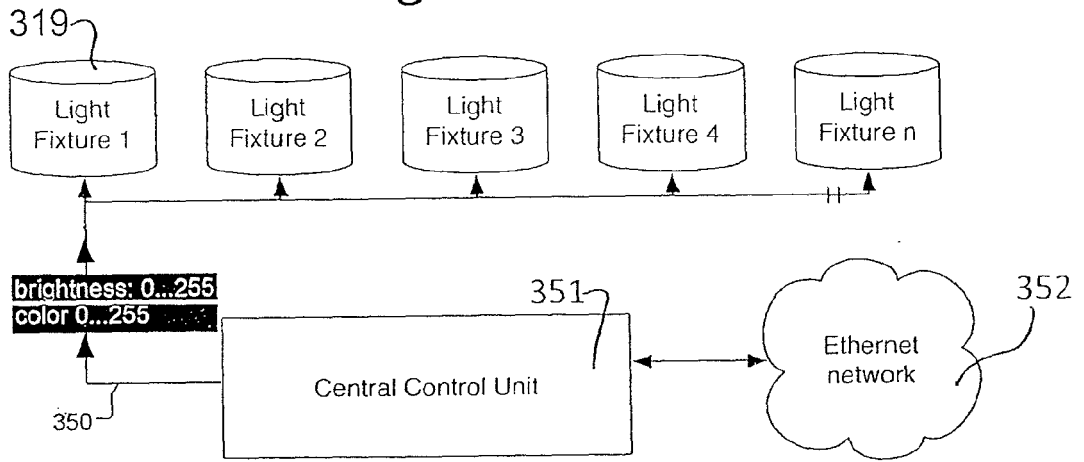 319
Light
Fixture 1
Light
Fixture 2
Light
Fixture 3
Light
Fixture 4
Light
Fixture n
brightness: 0...255
color 0...255
351
352
Central Control Unit
Ethernet
network
350